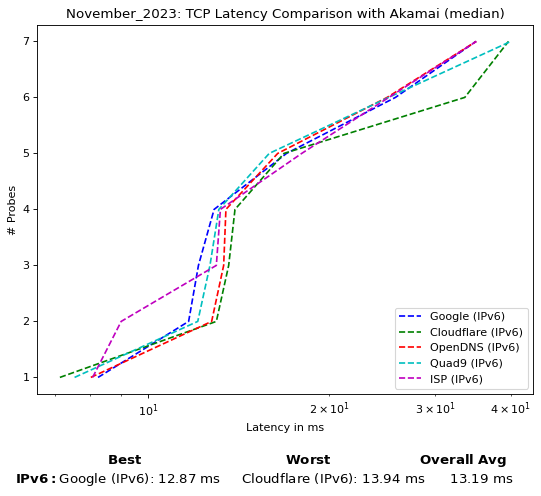 November_2023: TCP Latency Comparison with Akamai (median)
# Probes
7
6
5
4
3
2
1
Google (IPv6)
Cloudflare (IPv6)
OpenDNS (IPv6)
Quad9 (IPv6)
ISP (IPv6)
10¹ 2 × 10¹ 3 × 10¹ 4 × 10¹
Latency in ms
Best Worst Overall Avg
IPv6: Google (IPv6): 12.87 ms Cloudflare (IPv6): 13.94 ms 13.19 ms